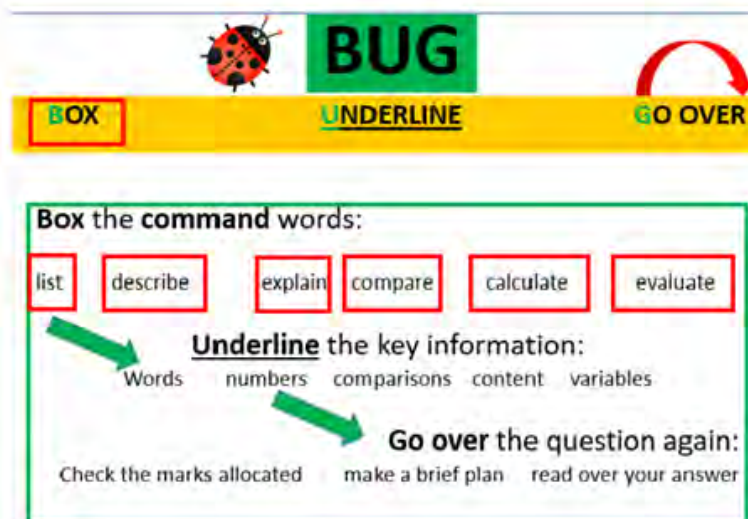 BUG
BOX UNDERLINE GO OVER
Box the command words:
list describe explain compare calculate evaluate
Underline the key information:
Words numbers comparisons content variables
Go over the question again:
Check the marks allocated make a brief plan read over your answer